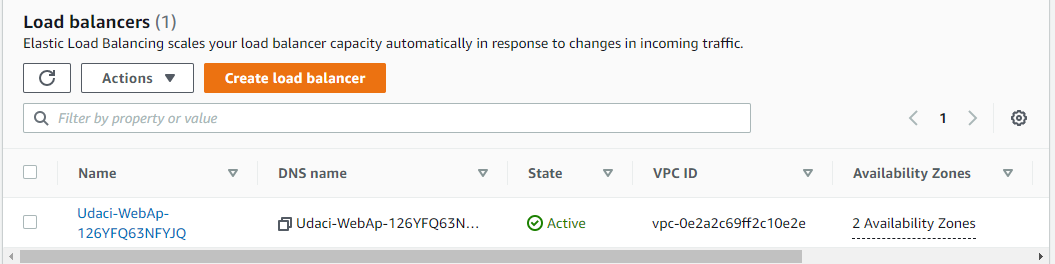 Load balancers (1)
Elastic Load Balancing scales your load balancer capacity automatically in response to changes in incoming traffic.
Actions Create load balancer
Filter by property or value 1
Name DNS name State VPC ID Availability Zones
Udaci-WebAp-
126YFQ63NFYJQ Udaci-WebAp-126YFQ63N... Active vpc-0e2a2c69ff2c10e2e 2 Availability Zones